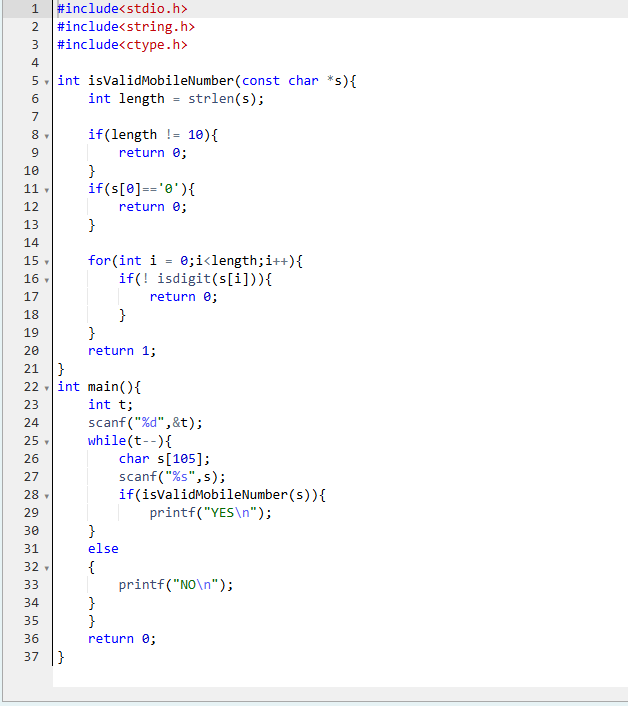 1 #include<stdio.h>
2 #include<string.h>
3 #include<ctype.h>
4
5 int isValidMobileNumber(const char *s){
6     int length = strlen(s);
7
8     if(length != 10){
9         return 0;
10     }
11     if(s[0]=='0'){
12         return 0;
13     }
14
15     for(int i = 0;i<length;i++){
16         if(! isdigit(s[i])){
17             return 0;
18         }
19     }
20     return 1;
21 }
22 int main(){
23     int t;
24     scanf("%d",&t);
25     while(t--){
26         char s[105];
27         scanf("%s",s);
28         if(isValidMobileNumber(s)){
29             printf("YES\n");
30     }
31     else
32     {
33         printf("NO\n");
34     }
35     }
36     return 0;
37 }